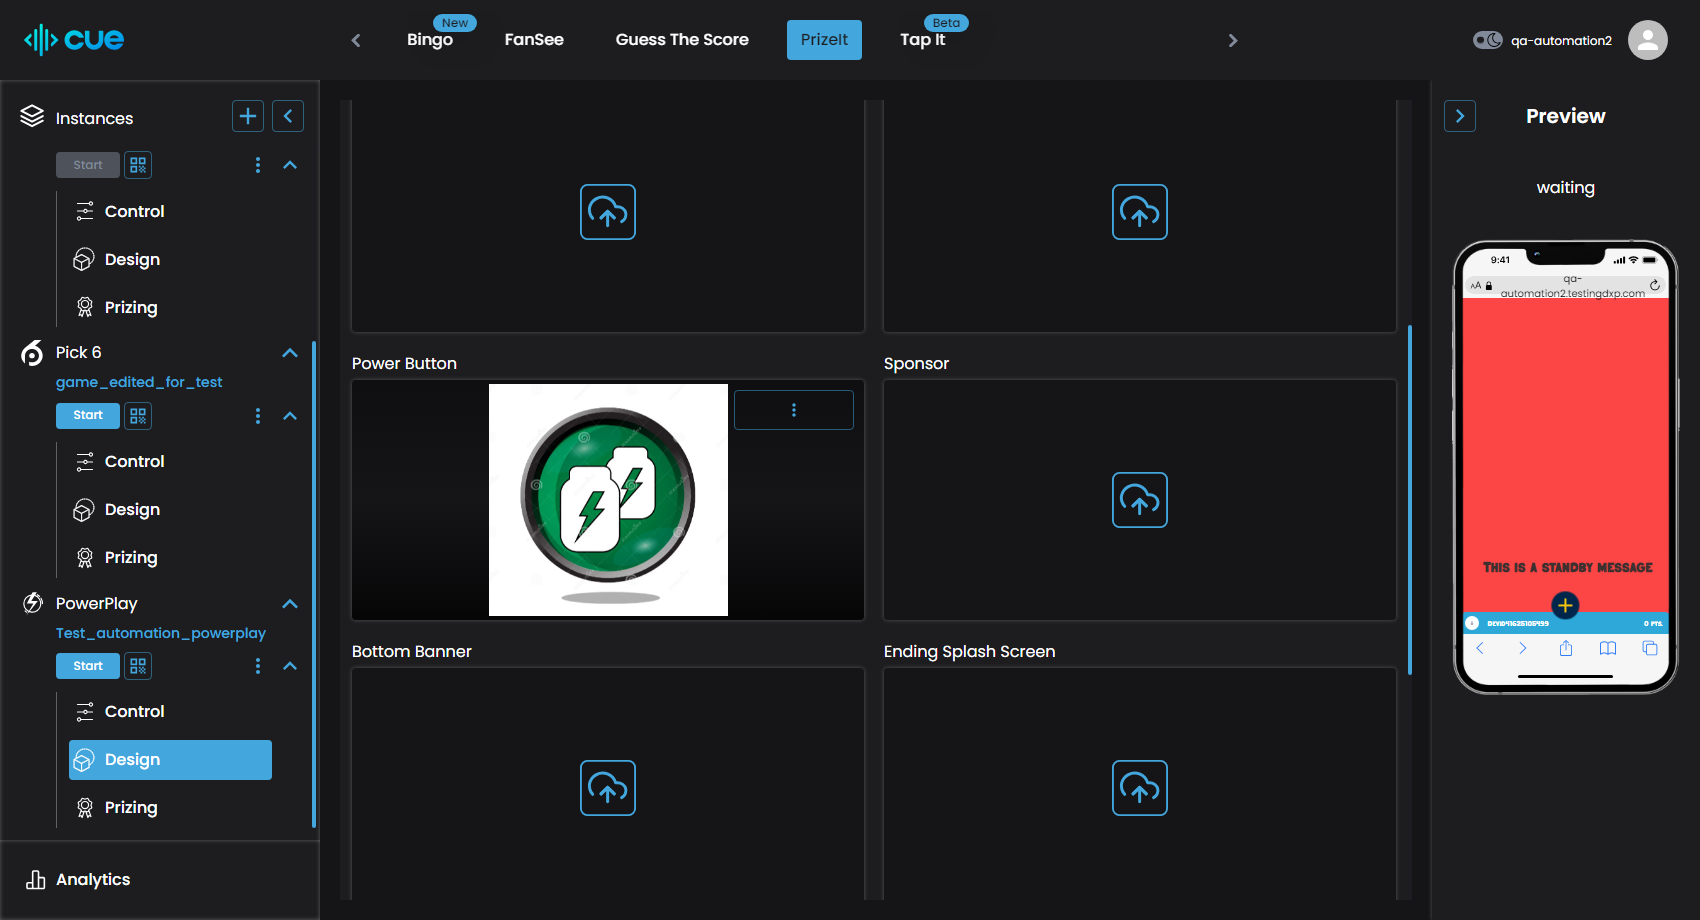 cue
New
Bingo
FanSee
Guess The Score
PrizeIt
Beta
Tap It
qa-automation2
Instances
Start
Control
Design
Prizing
Pick 6
game_edited_for_test
Start
Control
Design
Prizing
PowerPlay
Test_automation_powerplay
Start
Control
Design
Prizing
Analytics
Power Button
Sponsor
Bottom Banner
Ending Splash Screen
Preview
waiting
9:41
AA
qa-
automation2.testingdxp.com
This is a standby message
0 PTS.